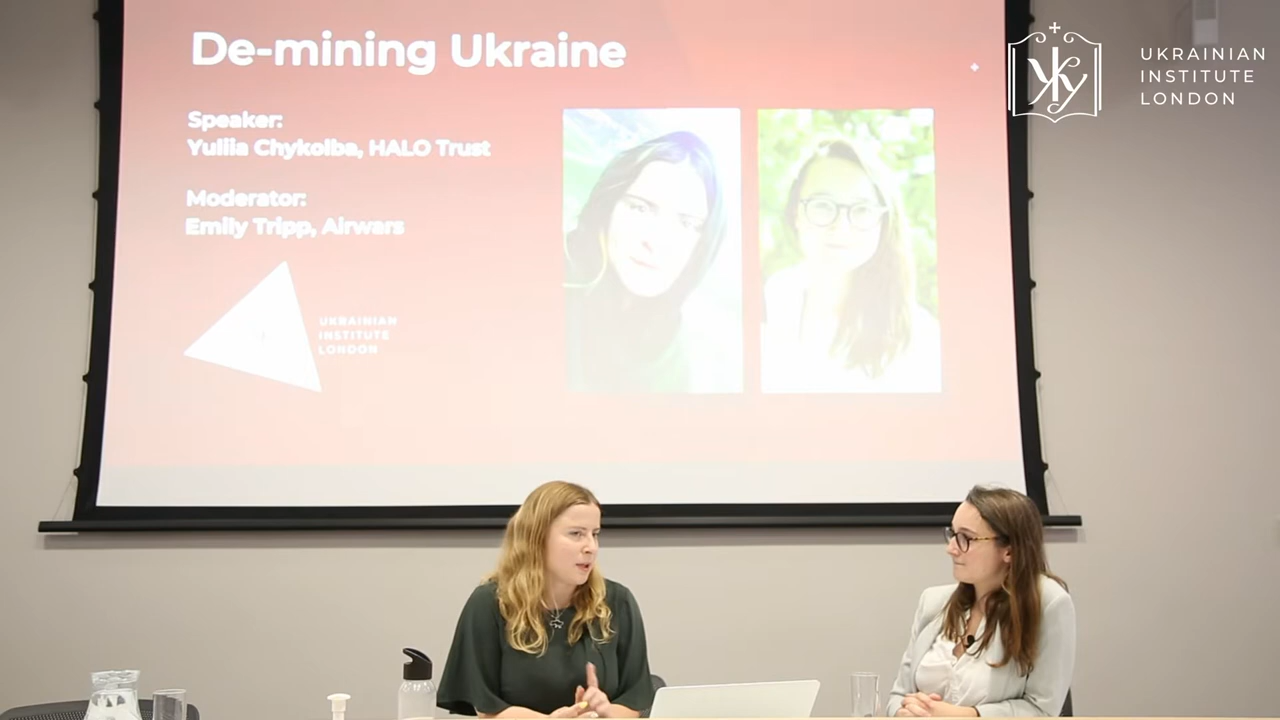 De-mining Ukraine
Speaker:
Yuliia Chykolba, HALO Trust
Moderator:
Emily Tripp, Airwars
UKRAINIAN
INSTITUTE
LONDON
UKRAINIAN
INSTITUTE
LONDON